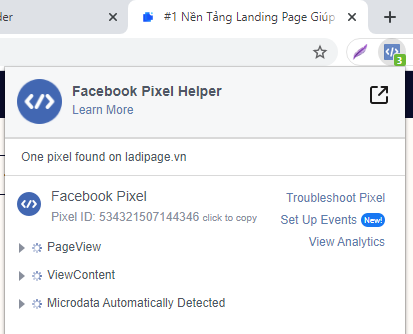 der
#1 Nền Tảng Landing Page Giúp
3
Facebook Pixel Helper
Learn More
One pixel found on ladipage.vn
Facebook Pixel
Troubleshoot Pixel
Pixel ID: 534321507144346 click to copy
Set Up Events New!
View Analytics
PageView
ViewContent
Microdata Automatically Detected